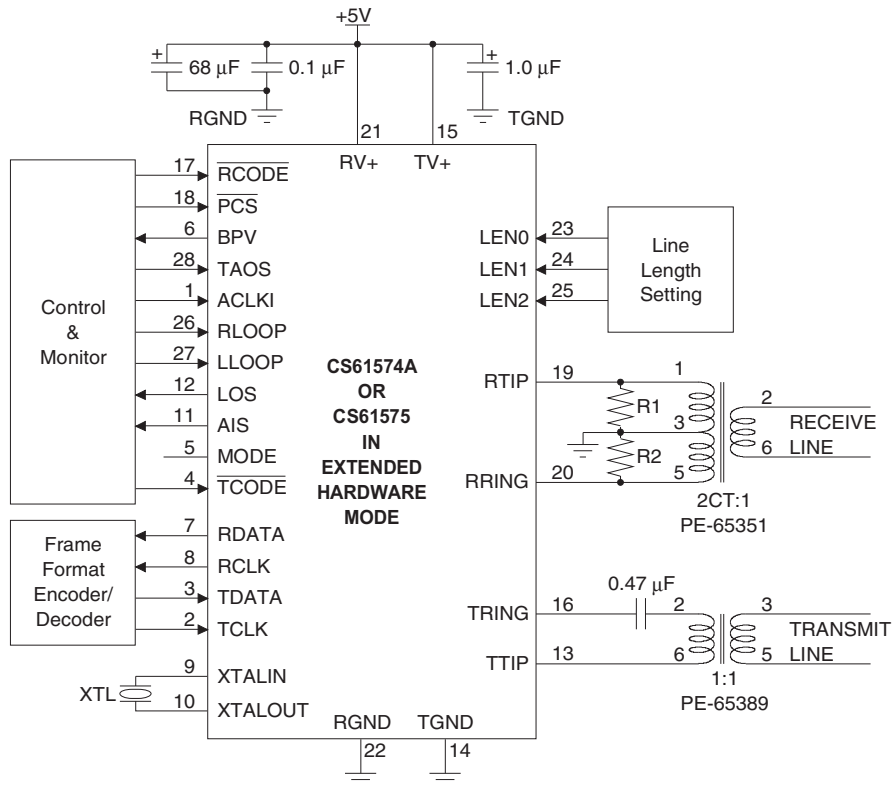 +5V
+
68 μF
0.1 μF
+
1.0 μF
RGND
TGND
21
15
RV+
TV+
Control
&
Monitor
17
RCODE
18
PCS
6
BPV
28
TAOS
1
ACLKI
26
RLOOP
27
LLOOP
12
LOS
11
AIS
5
MODE
4
TCODE
Frame
Format
Encoder/
Decoder
7
RDATA
8
RCLK
3
TDATA
2
TCLK
XTL
9
XTALIN
10
XTALOUT
CS61574A
OR
CS61575
IN
EXTENDED
HARDWARE
MODE
RGND
TGND
22
14
LEN0
23
LEN1
24
LEN2
25
Line
Length
Setting
RTIP
19
RRING
20
R1
R2
1
3
5
2
6
RECEIVE
LINE
2CT:1
PE-65351
TRING
16
0.47 μF
TTIP
13
2
6
3
5
TRANSMIT
LINE
1:1
PE-65389